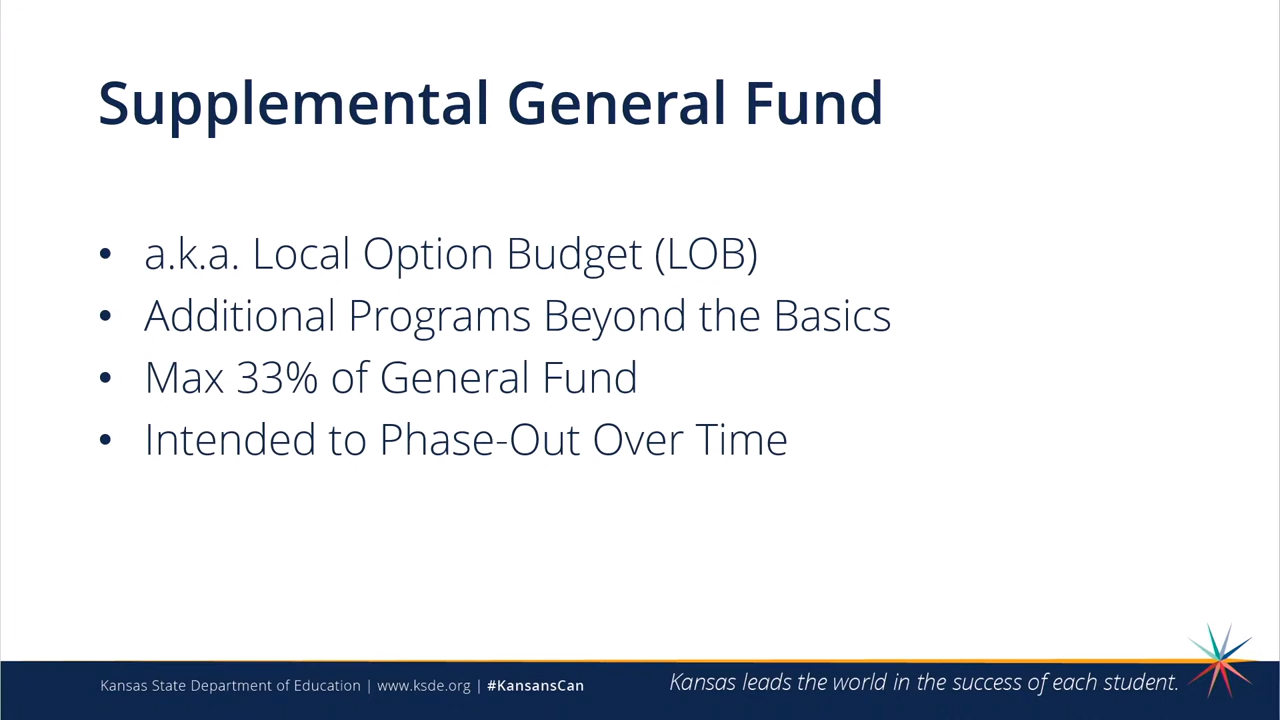 Supplemental General Fund
• a.k.a. Local Option Budget (LOB)
• Additional Programs Beyond the Basics
• Max 33% of General Fund
• Intended to Phase-Out Over Time
Kansas State Department of Education | www.ksde.org | #KansansCan
Kansas leads the world in the success of each student.